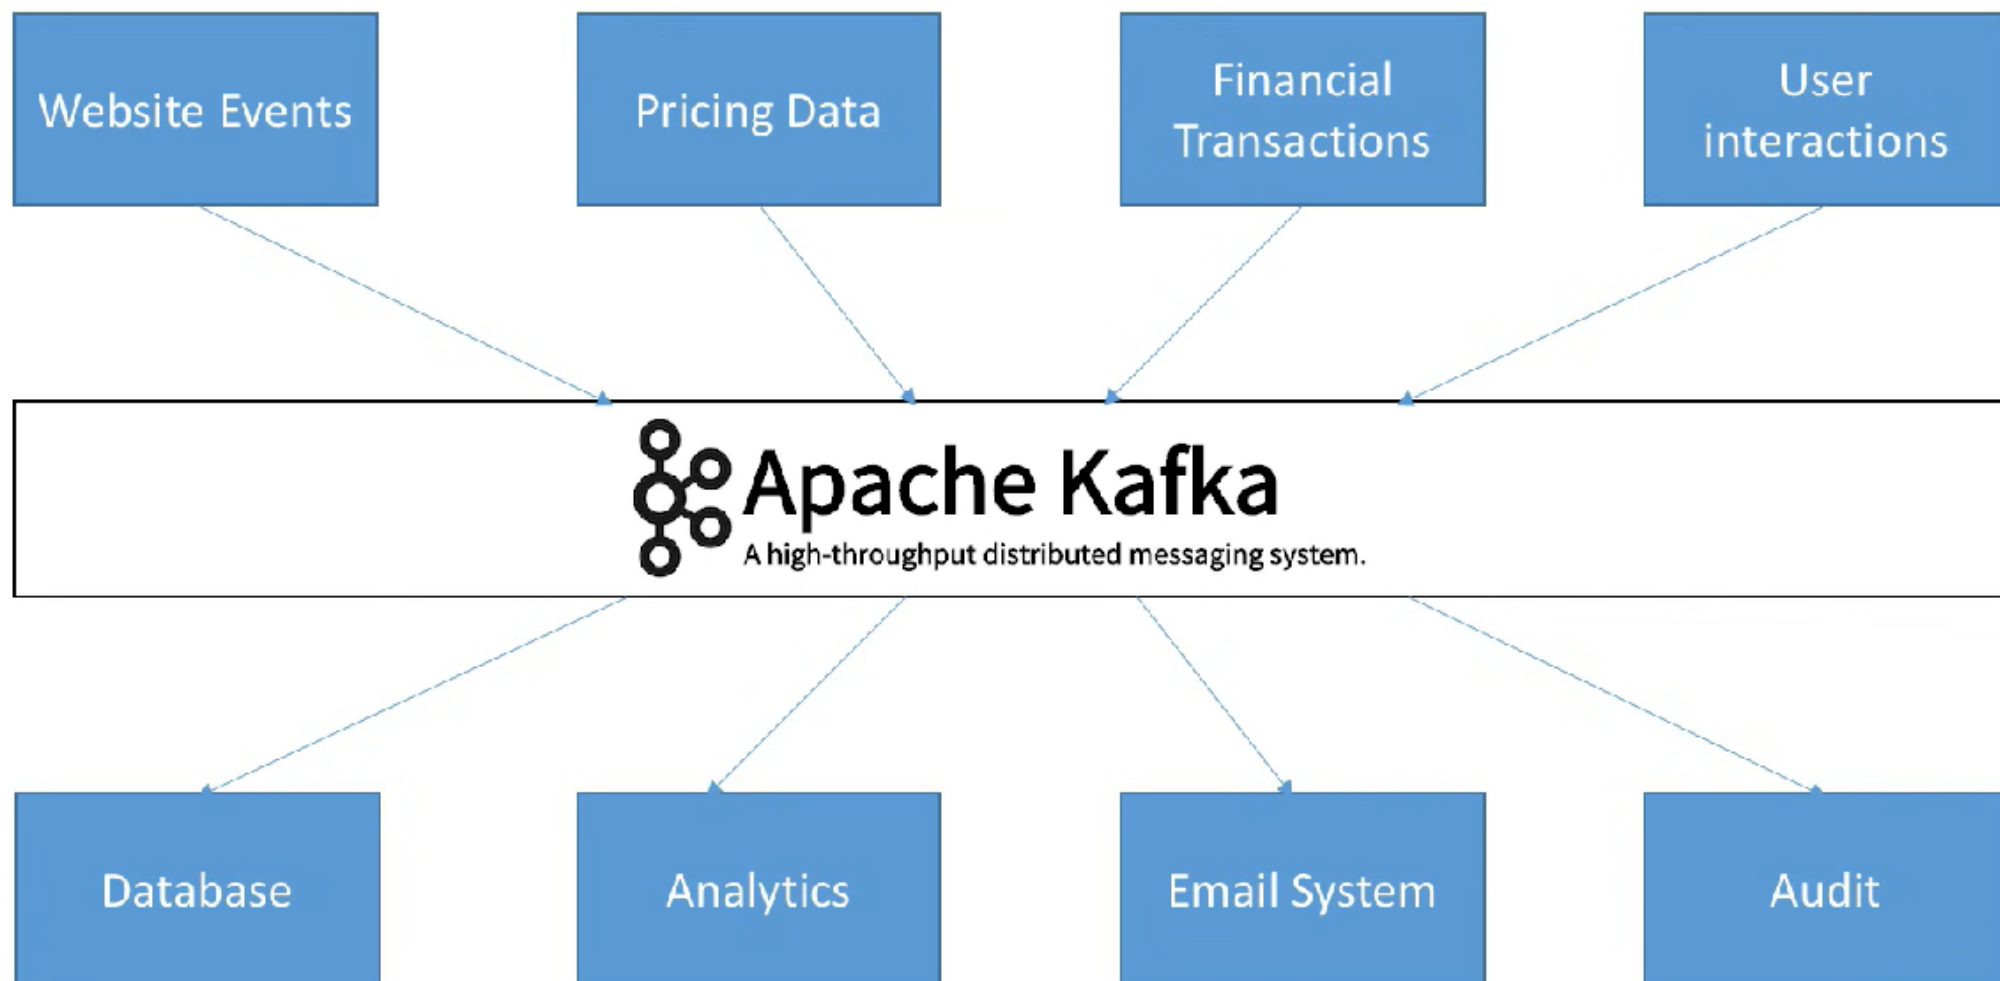 Website Events
Pricing Data
Financial
Transactions
User
interactions
Apache Kafka
A high-throughput distributed messaging system.
Database
Analytics
Email System
Audit